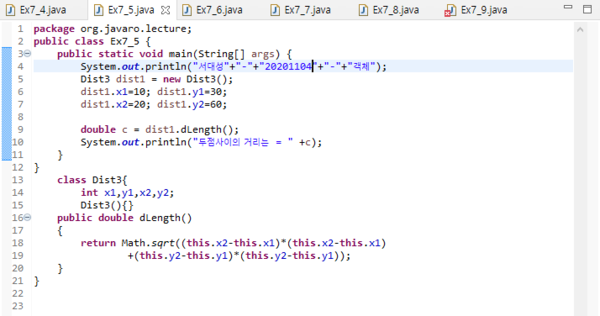 Ex7_4.java Ex7_5.java Ex7_6.java Ex7_7.java Ex7_8.java Ex7_9.java
1 package org.javaro.lecture;
2 public class Ex7_5 {
3 public static void main(String[] args) {
4 System.out.println("서대성"+"-"+"20201104"+"-"+"객체");
5 Dist3 dist1 = new Dist3();
6 dist1.x1=10; dist1.y1=30;
7 dist1.x2=20; dist1.y2=60;
8
9 double c = dist1.dLength();
10 System.out.println("두점사이의 거리는 = " +c);
11 }
12 }
13 class Dist3{
14 int x1,y1,x2,y2;
15 Dist3(){}
16 public double dLength()
17 {
18 return Math.sqrt((this.x2-this.x1)*(this.x2-this.x1)
19 +(this.y2-this.y1)*(this.y2-this.y1));
20 }
21 }
22
23